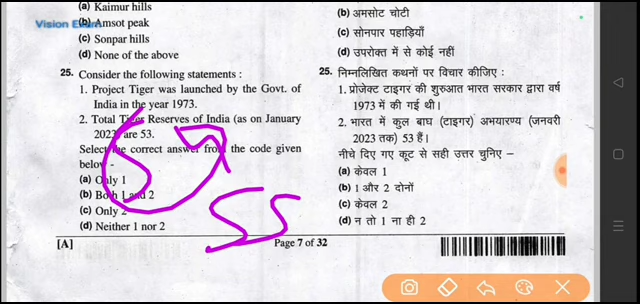 (a) Kaimur hills
(b) Amsot peak
Vision Exam
(c) Sonpar hills
(d) None of the above
25. Consider the following statements :
1. Project Tiger was launched by the Govt. of
India in the year 1973.
2. Total Tiger Reserves of India (as on January
2023) are 53.
Select the correct answer from the code given
below –
(a) Only 1
(b) Both 1 and 2
(c) Only 2
(d) Neither 1 nor 2
(b) अमसोट चोटी
(c) सोनपार पहाड़ियाँ
(d) उपरोक्त में से कोई नहीं
25. निम्नलिखित कथनों पर विचार कीजिए :
1. प्रोजेक्ट टाइगर की शुरुआत भारत सरकार द्वारा वर्ष
1973 में की गई थी।
2. भारत में कुल बाघ (टाइगर) अभयारण्य (जनवरी
2023 तक) 53 हैं।
नीचे दिए गए कूट से सही उत्तर चुनिए –
(a) केवल 1
(b) 1 और 2 दोनों
(c) केवल 2
(d) न तो 1 ना ही 2
55
[A]
Page 7 of 32